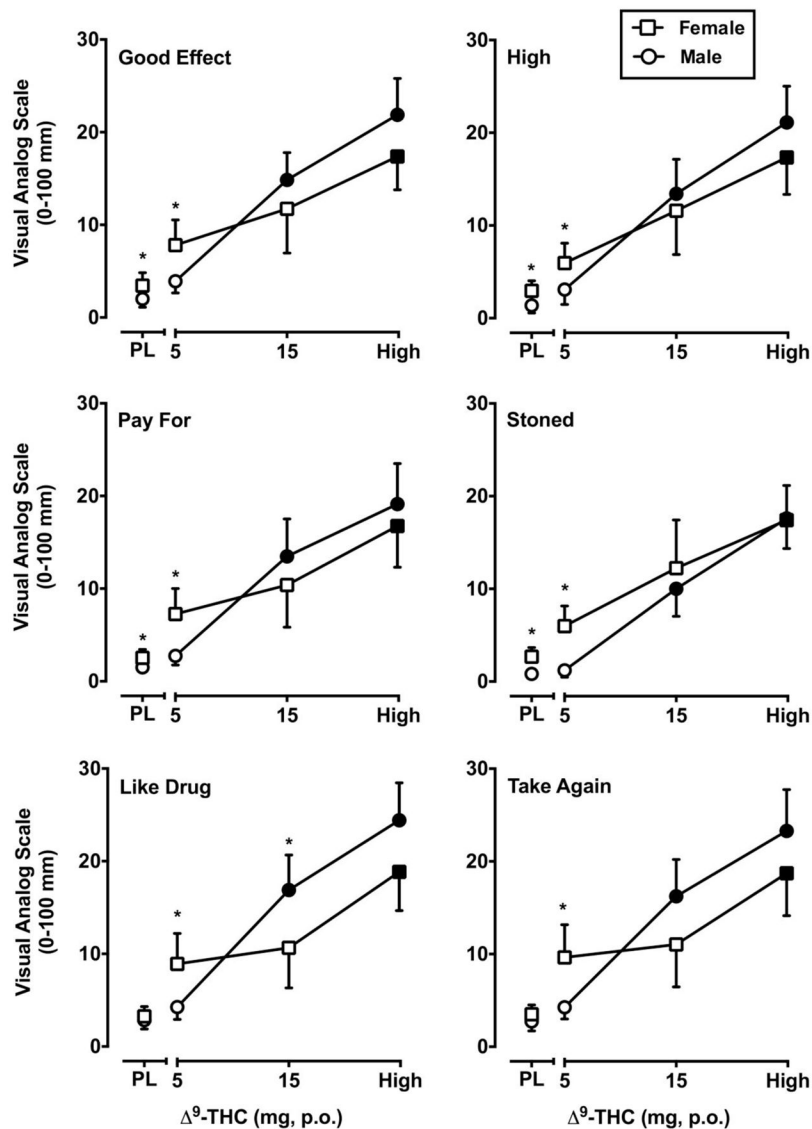 Female
Male
Good Effect
High
Visual Analog Scale
(0-100 mm)
30
20
10
0
*
*
PL
5
15
High
30
20
10
0
*
*
PL
5
15
High
Pay For
Stoned
Visual Analog Scale
(0-100 mm)
30
20
10
0
*
*
PL
5
15
High
30
20
10
0
*
*
PL
5
15
High
Like Drug
Take Again
Visual Analog Scale
(0-100 mm)
30
20
10
0
*
*
PL
5
15
High
30
20
10
0
*
PL
5
15
High
Δ⁹-THC (mg, p.o.)
Δ⁹-THC (mg, p.o.)